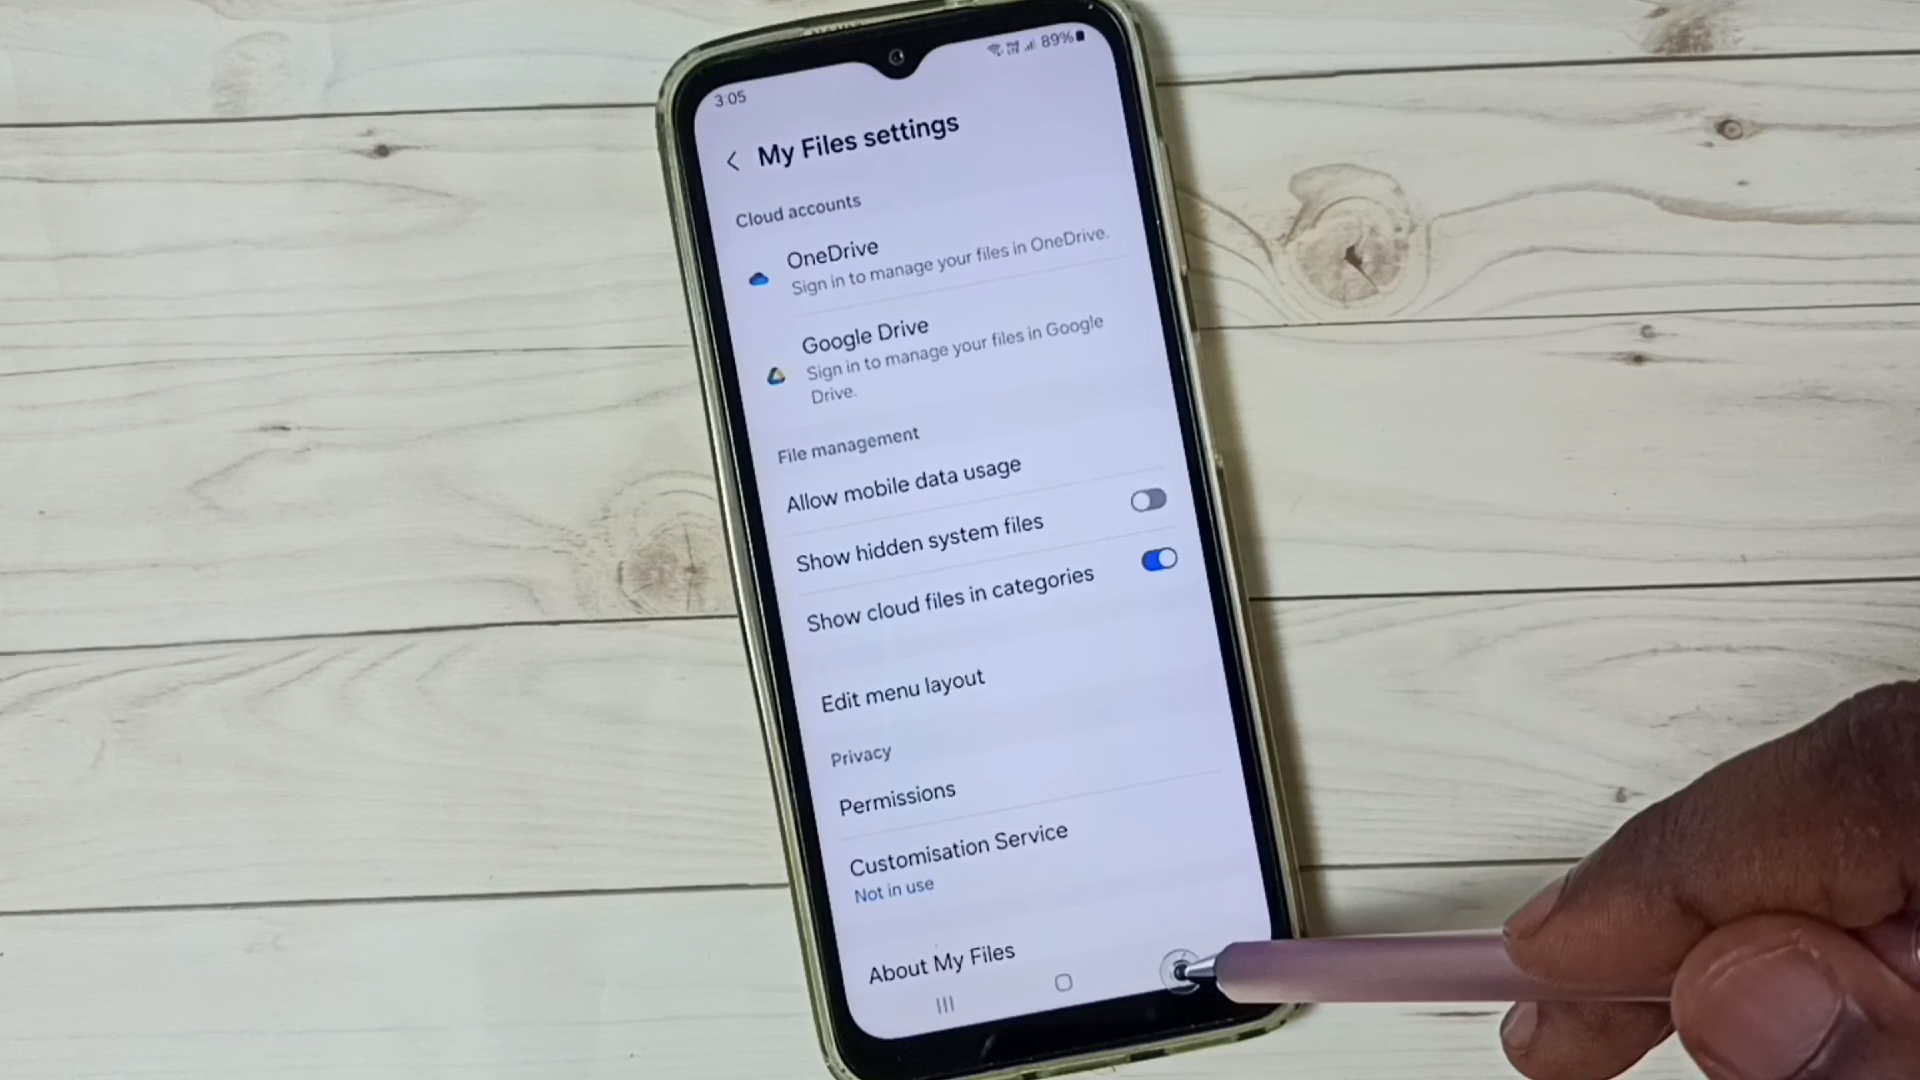 3:05
89%
My Files settings
Cloud accounts
OneDrive
Sign in to manage your files in OneDrive.
Google Drive
Sign in to manage your files in Google
Drive.
File management
Allow mobile data usage
Show hidden system files
Show cloud files in categories
Edit menu layout
Privacy
Permissions
Customisation Service
Not in use
About My Files